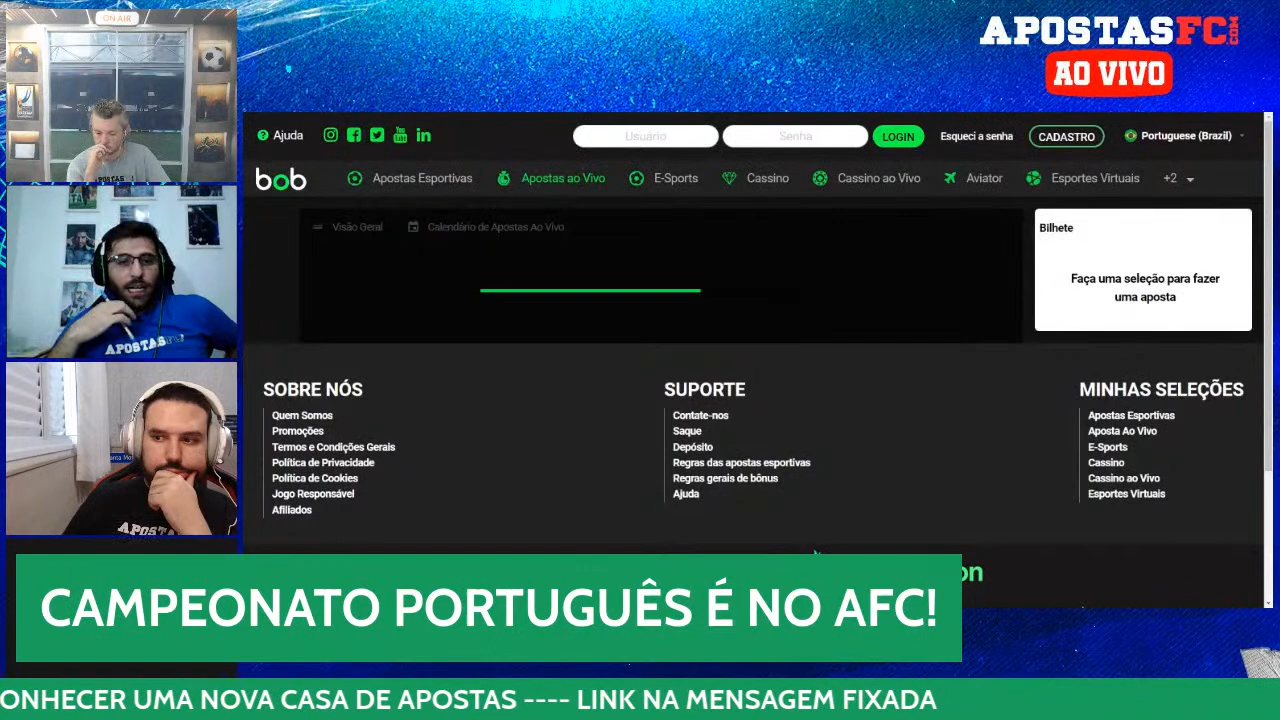 ON AIR
APOSTASFC.COM
AO VIVO
Ajuda
Usuário
Senha
LOGIN
Esqueci a senha
CADASTRO
Portuguese (Brazil)
bob
Apostas Esportivas
Apostas ao Vivo
E-Sports
Cassino
Cassino ao Vivo
Aviator
Esportes Virtuais
+2
Visão Geral
Calendário de Apostas Ao Vivo
Bilhete
Faça uma seleção para fazer
uma aposta
APOSTASFC
SOBRE NÓS
Quem Somos
Promoções
Termos e Condições Gerais
Política de Privacidade
Política de Cookies
Jogo Responsável
Afiliados
SUPORTE
Contate-nos
Saque
Depósito
Regras das apostas esportivas
Regras gerais de bônus
Ajuda
MINHAS SELEÇÕES
Apostas Esportivas
Aposta Ao Vivo
E-Sports
Cassino
Cassino ao Vivo
Esportes Virtuais
APOSTAS
on
CAMPEONATO PORTUGUÊS É NO AFC!
ONHECER UMA NOVA CASA DE APOSTAS ---- LINK NA MENSAGEM FIXADA